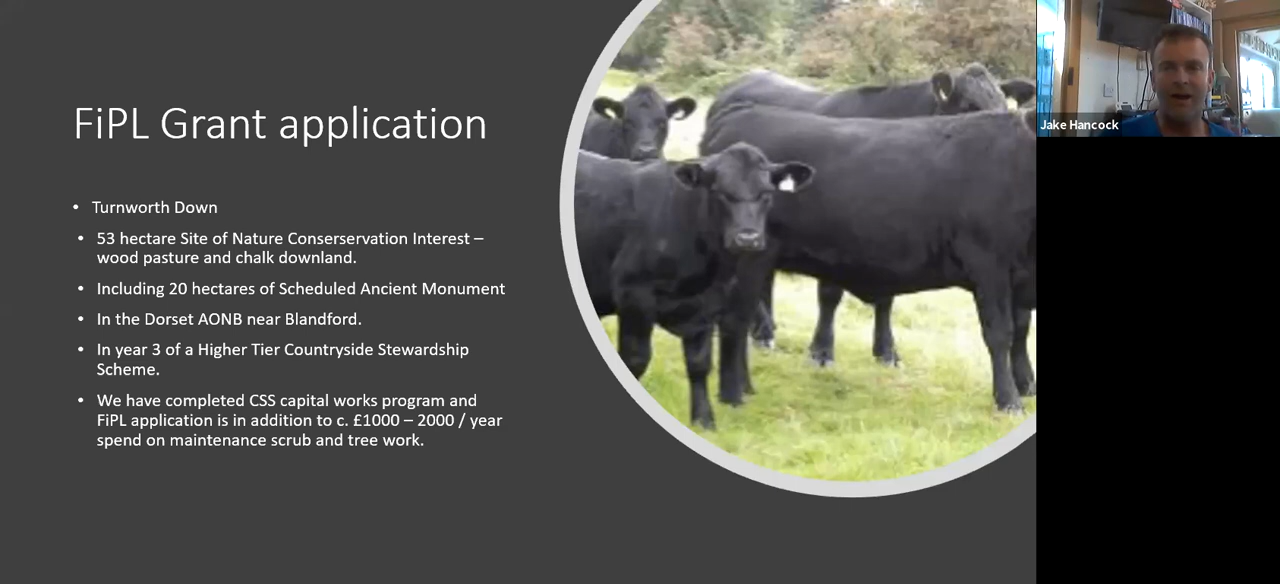 FiPL Grant application
• Turnworth Down
• 53 hectare Site of Nature Conserservation Interest –
wood pasture and chalk downland.
• Including 20 hectares of Scheduled Ancient Monument
• In the Dorset AONB near Blandford.
• In year 3 of a Higher Tier Countryside Stewardship
Scheme.
• We have completed CSS capital works program and
FiPL application is in addition to c. £1000 – 2000 / year
spend on maintenance scrub and tree work.
Jake Hancock